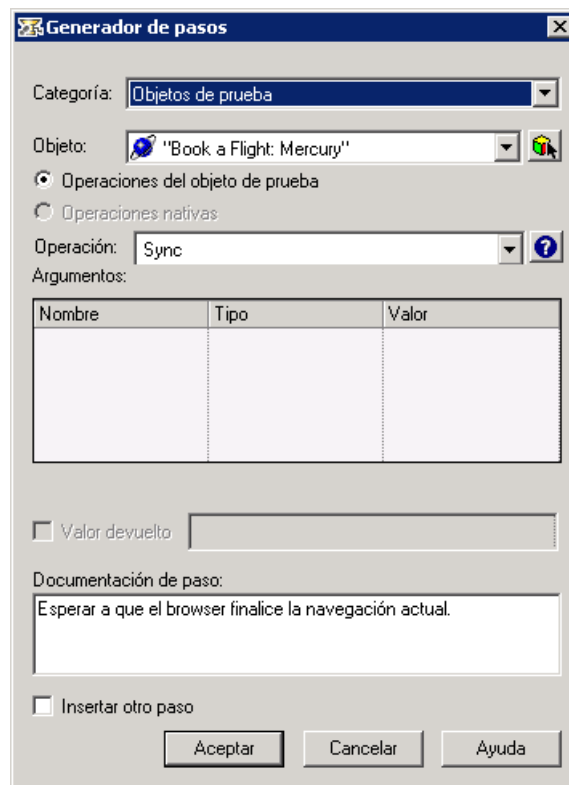 Generador de pasos
Categoría: Objetos de prueba
Objeto: "Book a Flight: Mercury"
Operaciones del objeto de prueba
Operaciones nativas
Operación: Sync
Argumentos:
Nombre Tipo Valor
Valor devuelto
Documentación de paso:
Esperar a que el browser finalice la navegación actual.
Insertar otro paso
Aceptar Cancelar Ayuda